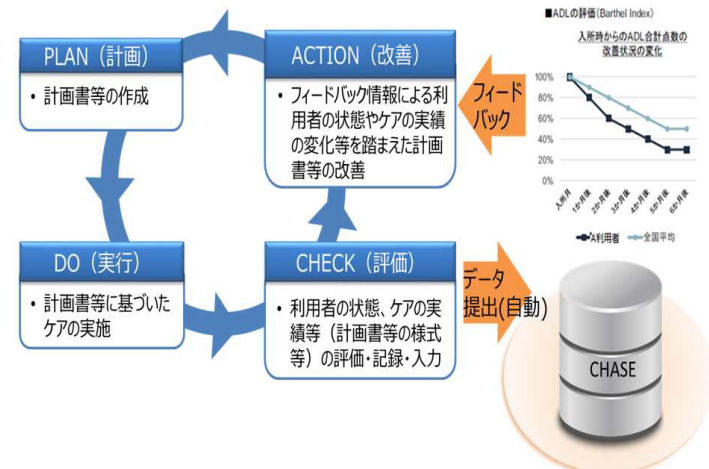 PLAN（計画）
・ 計画書等の作成
ACTION（改善）
・ フィードバック情報による利
用者の状態やケアの実績
の変化等を踏まえた計画
書等の改善
フィード
バック
■ADLの評価（Barthel Index）
入所時からのADL合計点数の
改善状況の変化
100%
80%
60%
40%
20%
0%
入所月
1か月後
2か月後
3か月後
4か月後
5か月後
6か月後
A利用者
全国平均
DO（実行）
・ 計画書等に基づいた
ケアの実施
CHECK（評価）
・ 利用者の状態、ケアの実
績等（計画書等の様式
等）の評価・記録・入力
データ
提出(自動)
CHASE